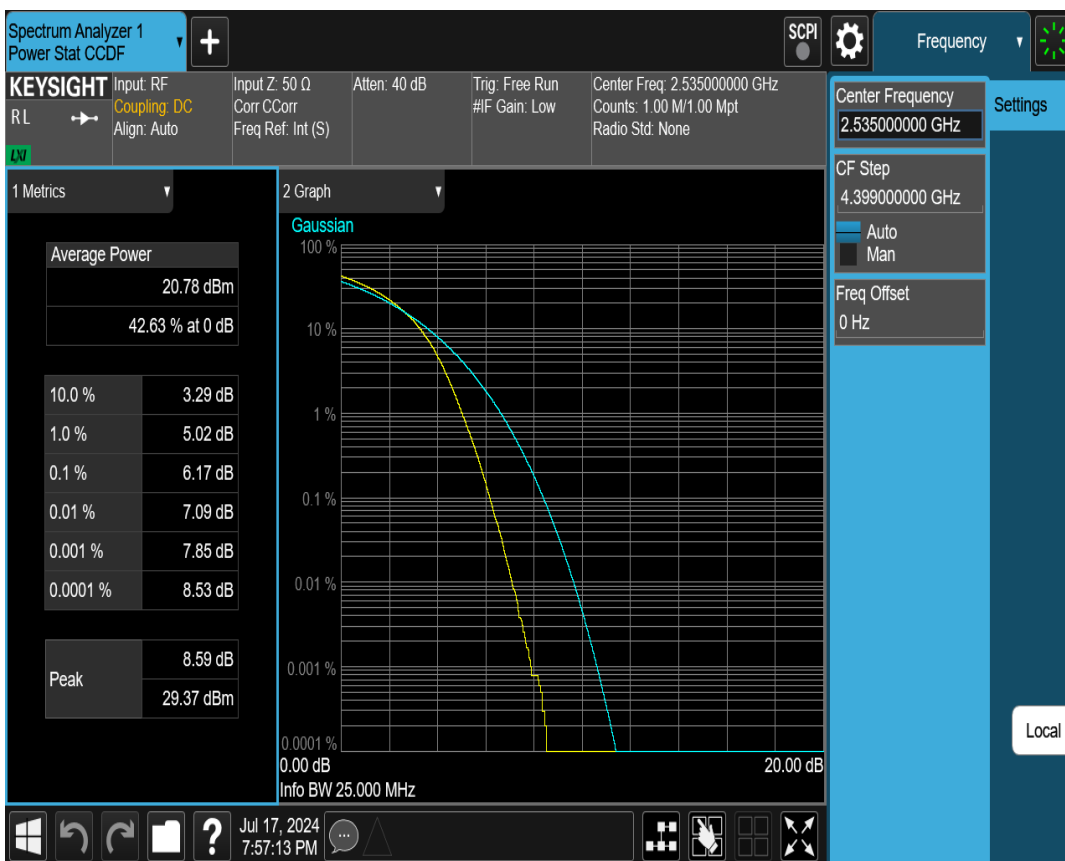 Spectrum Analyzer 1
Power Stat CCDF
SCPI
Frequency
KEYSIGHT
RL
LXI
Input: RF
Coupling: DC
Align: Auto
Input Z: 50 Ω
Corr CCorr
Freq Ref: Int (S)
Atten: 40 dB
Trig: Free Run
#IF Gain: Low
Center Freq: 2.535000000 GHz
Counts: 1.00 M/1.00 Mpt
Radio Std: None
Center Frequency
2.535000000 GHz
Settings
CF Step
4.399000000 GHz
Auto
Man
Freq Offset
0 Hz
Local
1 Metrics
Average Power
20.78 dBm
42.63 % at 0 dB
10.0 % 3.29 dB
1.0 % 5.02 dB
0.1 % 6.17 dB
0.01 % 7.09 dB
0.001 % 7.85 dB
0.0001 % 8.53 dB
Peak
8.59 dB
29.37 dBm
2 Graph
Gaussian
100 %
10 %
1 %
0.1 %
0.01 %
0.001 %
0.0001 %
0.00 dB 20.00 dB
Info BW 25.000 MHz
?
Jul 17, 2024
7:57:13 PM